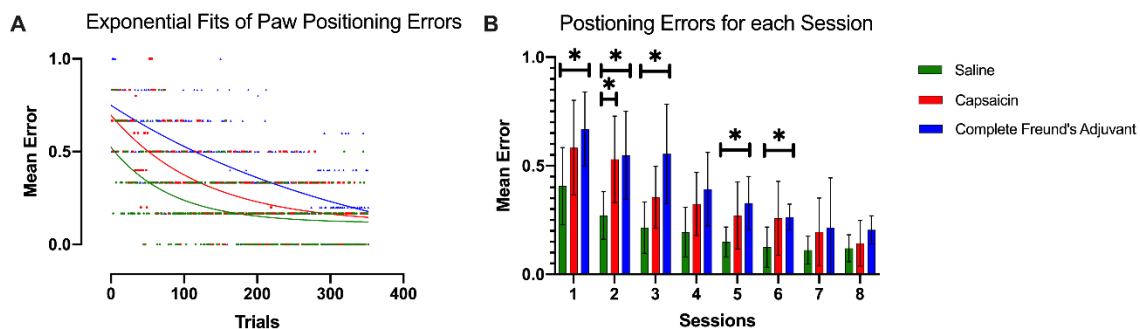 A
Exponential Fits of Paw Positioning Errors
1.0
0.5
0.0
Mean Error
0
100
200
300
400
Trials
B
Postioning Errors for each Session
1.0
0.5
0.0
Mean Error
*
*
*
*
*
*
1
2
3
4
5
6
7
8
Sessions
Saline
Capsaicin
Complete Freund's Adjuvant